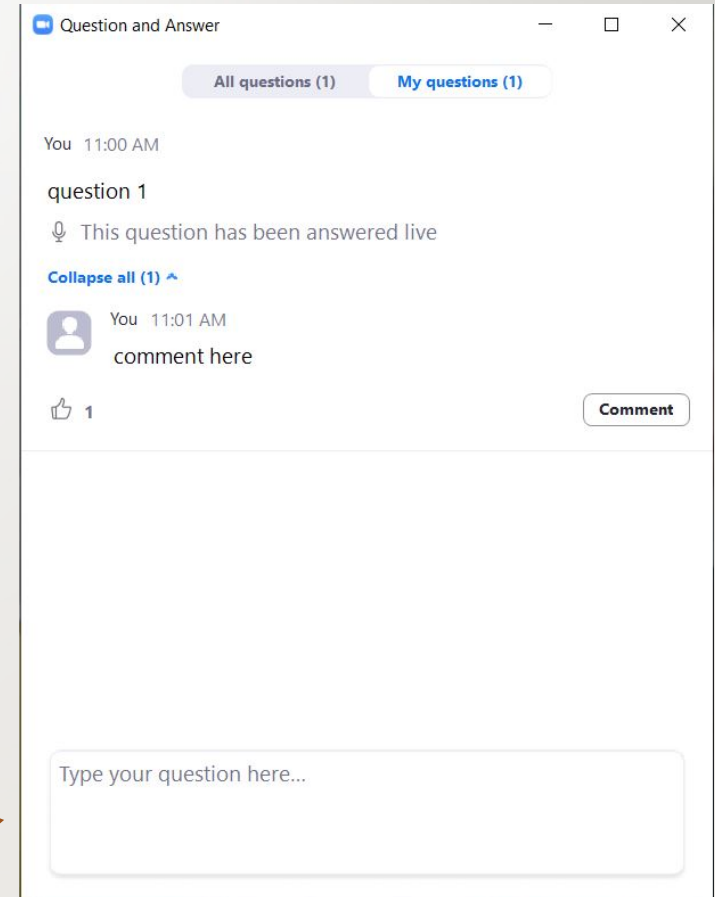 Question and Answer
All questions (1) My questions (1)
You 11:00 AM
question 1
This question has been answered live
Collapse all (1)
You 11:01 AM
comment here
1 Comment
Type your question here...